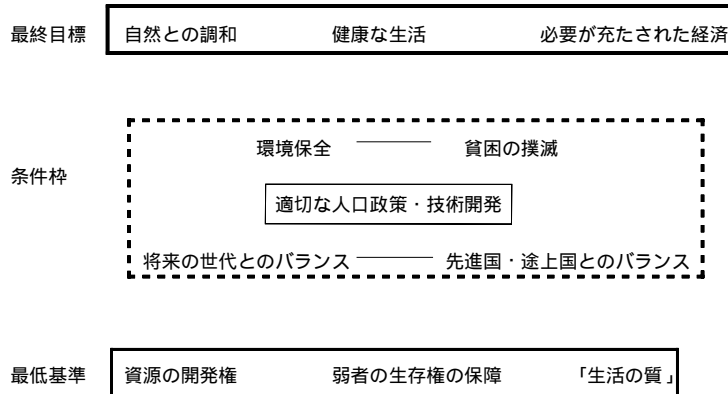 最終目標 自然との調和 健康な生活 必要が充たされた経済
環境保全 貧困の撲滅
条件枠
適切な人口政策・技術開発
将来の世代とのバランス 先進国・途上国とのバランス
最低基準 資源の開発権 弱者の生存権の保障 「生活の質」